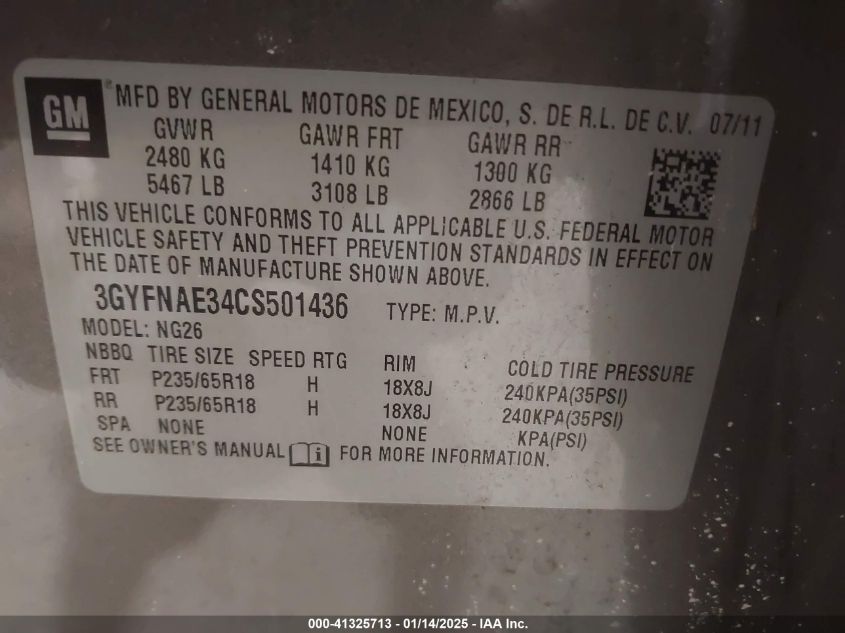 GM
® MFD BY GENERAL MOTORS DE MEXICO, S. DE R.L. DE C.V. 07/11
GVWR GAWR FRT GAWR RR
2480 KG 1410 KG 1300 KG
5467 LB 3108 LB 2866 LB
THIS VEHICLE CONFORMS TO ALL APPLICABLE U.S. FEDERAL MOTOR
VEHICLE SAFETY AND THEFT PREVENTION STANDARDS IN EFFECT ON
THE DATE OF MANUFACTURE SHOWN ABOVE.
3GYFNAE34CS501436 TYPE: M.P.V.
MODEL: NG26
NBBQ TIRE SIZE SPEED RTG RIM COLD TIRE PRESSURE
FRT P235/65R18 H 18X8J 240KPA(35PSI)
RR P235/65R18 H 18X8J 240KPA(35PSI)
SPA NONE NONE KPA(PSI)
SEE OWNER'S MANUAL i FOR MORE INFORMATION.
000-41325713 - 01/14/2025 - IAA Inc.